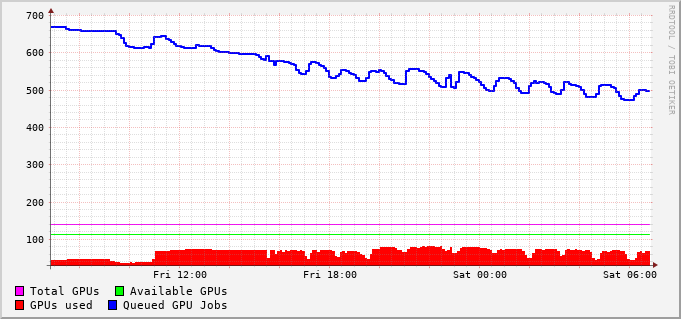 700
600
500
400
300
200
100
Fri 12:00 Fri 18:00 Sat 00:00 Sat 06:00
Total GPUs Available GPUs
GPUs used Queued GPU Jobs
RRDTOOL / TOBI OETIKER